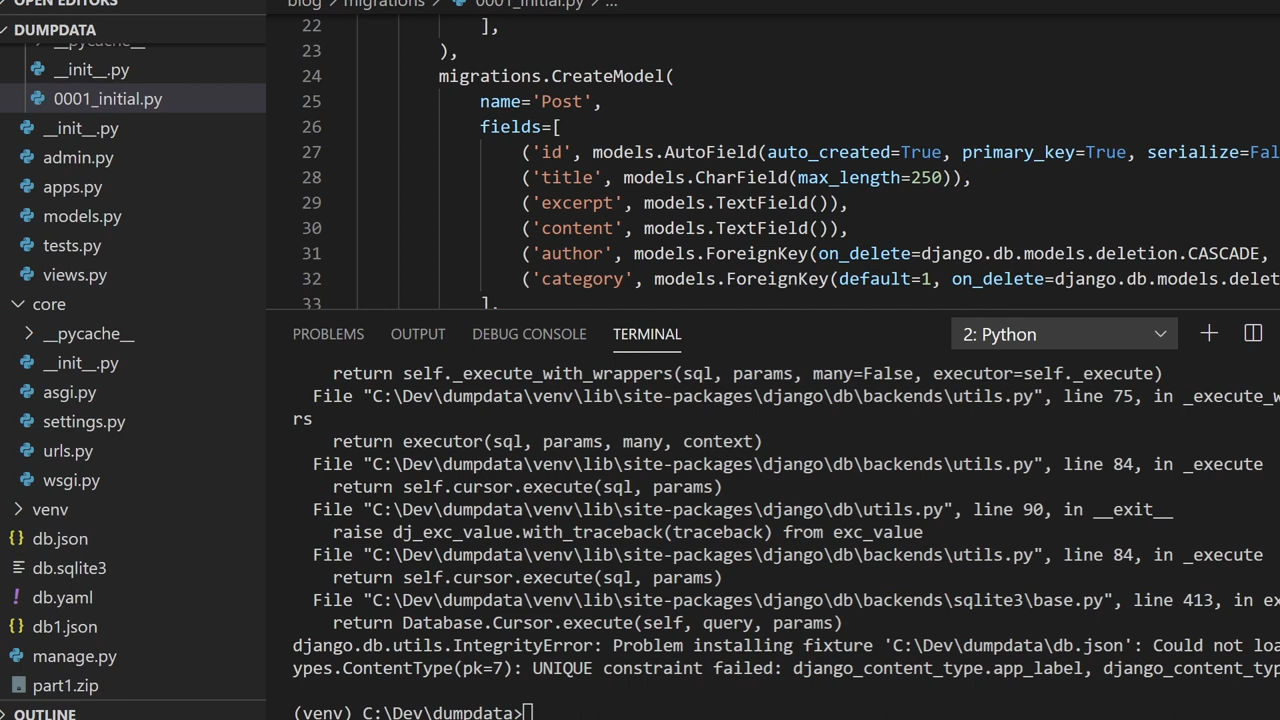 OPEN EDITORS
DUMPDATA
__pycache__
__init__.py
0001_initial.py
__init__.py
admin.py
apps.py
models.py
tests.py
views.py
core
__pycache__
__init__.py
asgi.py
settings.py
urls.py
wsgi.py
venv
db.json
db.sqlite3
db.yaml
db1.json
manage.py
part1.zip
OUTLINE
blog > migrations > 0001_initial.py > ...
22 ],
23 ),
24 migrations.CreateModel(
25 name='Post',
26 fields=[
27 ('id', models.AutoField(auto_created=True, primary_key=True, serialize=Fal
28 ('title', models.CharField(max_length=250)),
29 ('excerpt', models.TextField()),
30 ('content', models.TextField()),
31 ('author', models.ForeignKey(on_delete=django.db.models.deletion.CASCADE,
32 ('category', models.ForeignKey(default=1, on_delete=django.db.models.delet
33 ],
PROBLEMS OUTPUT DEBUG CONSOLE TERMINAL 2: Python
return self._execute_with_wrappers(sql, params, many=False, executor=self._execute)
File "C:\Dev\dumpdata\venv\lib\site-packages\django\db\backends\utils.py", line 75, in _execute_w
rs
return executor(sql, params, many, context)
File "C:\Dev\dumpdata\venv\lib\site-packages\django\db\backends\utils.py", line 84, in _execute
return self.cursor.execute(sql, params)
File "C:\Dev\dumpdata\venv\lib\site-packages\django\db\utils.py", line 90, in __exit__
raise dj_exc_value.with_traceback(traceback) from exc_value
File "C:\Dev\dumpdata\venv\lib\site-packages\django\db\backends\utils.py", line 84, in _execute
return self.cursor.execute(sql, params)
File "C:\Dev\dumpdata\venv\lib\site-packages\django\db\backends\sqlite3\base.py", line 413, in ex
return Database.Cursor.execute(self, query, params)
django.db.utils.IntegrityError: Problem installing fixture 'C:\Dev\dumpdata\db.json': Could not loa
ypes.ContentType(pk=7): UNIQUE constraint failed: django_content_type.app_label, django_content_typ
(venv) C:\Dev\dumpdata>